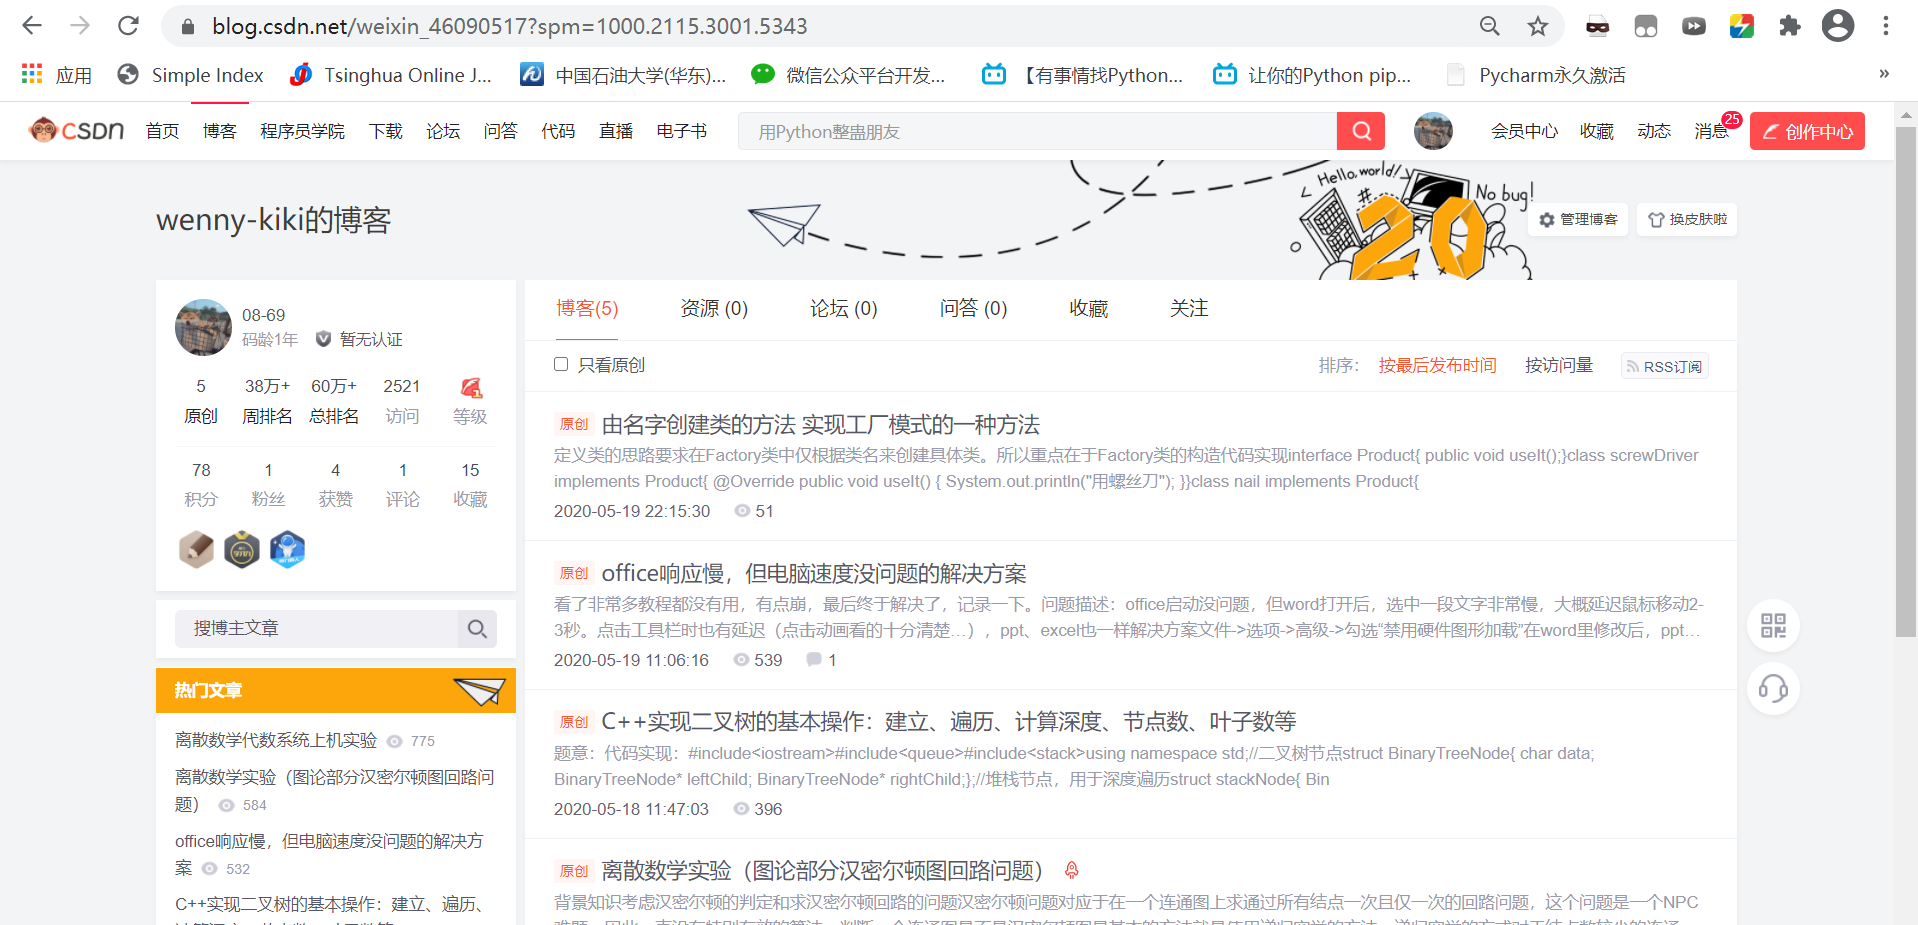 blog.csdn.net/weixin_46090517?spm=1000.2115.3001.5343
应用 Simple Index Tsinghua Online J... 中国石油大学(华东)... 微信公众平台开发... 【有事情找Python... 让你的Python pip... Pycharm永久激活 »
CSDN 首页 博客 程序员学院 下载 论坛 问答 代码 直播 电子书 用Python整蛊朋友 会员中心 收藏 动态 消息 25 创作中心
Hello,world!
No bug!
20
wenny-kiki的博客
管理博客 换皮肤啦
08-69
码龄1年 暂无认证
5 38万+ 60万+ 2521
原创 周排名 总排名 访问 等级
78 1 4 1 15
积分 粉丝 获赞 评论 收藏
搜博主文章
热门文章
离散数学代数系统上机实验 775
离散数学实验（图论部分汉密尔顿图回路问
题） 584
office响应慢，但电脑速度没问题的解决方
案 532
C++实现二叉树的基本操作：建立、遍历、
博客(5) 资源 (0) 论坛 (0) 问答 (0) 收藏 关注
只看原创 排序： 按最后发布时间 按访问量 RSS订阅
原创 由名字创建类的方法 实现工厂模式的一种方法
定义类的思路要求在Factory类中仅根据类名来创建具体类。所以重点在于Factory类的构造代码实现interface Product{ public void useIt();}class screwDriver
implements Product{ @Override public void useIt() { System.out.println("用螺丝刀"); }}class nail implements Product{
2020-05-19 22:15:30 51
原创 office响应慢，但电脑速度没问题的解决方案
看了非常多教程都没有用，有点崩，最后终于解决了，记录一下。问题描述：office启动没问题，但word打开后，选中一段文字非常慢，大概延迟鼠标移动2-
3秒。点击工具栏时也有延迟（点击动画看的十分清楚...），ppt、excel也一样解决方案文件->选项->高级->勾选“禁用硬件图形加载”在word里修改后，ppt...
2020-05-19 11:06:16 539 1
原创 C++实现二叉树的基本操作：建立、遍历、计算深度、节点数、叶子数等
题意：代码实现：#include<iostream>#include<queue>#include<stack>using namespace std;//二叉树节点struct BinaryTreeNode{ char data;
BinaryTreeNode* leftChild; BinaryTreeNode* rightChild;};//堆栈节点，用于深度遍历struct stackNode{ Bin
2020-05-18 11:47:03 396
原创 离散数学实验（图论部分汉密尔顿图回路问题）
背景知识考虑汉密尔顿的判定和求汉密尔顿回路的问题汉密尔顿问题对应于在一个连通图上求通过所有结点一次且仅一次的回路问题，这个问题是一个NPC